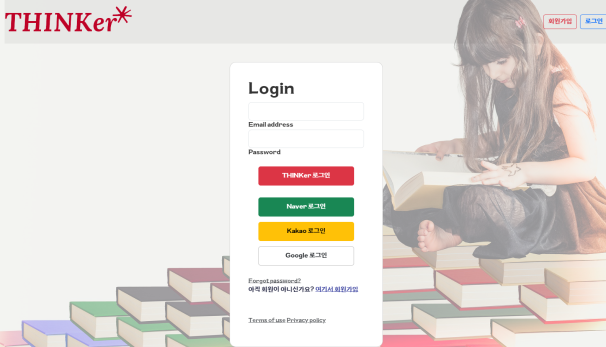 THINKer*
회원가입 로그인
Login
Email address
Password
THINKer 로그인
Naver 로그인
Kakao 로그인
Google 로그인
Forgot password?
아직 회원이 아니신가요? 여기서 회원가입
Terms of use Privacy policy